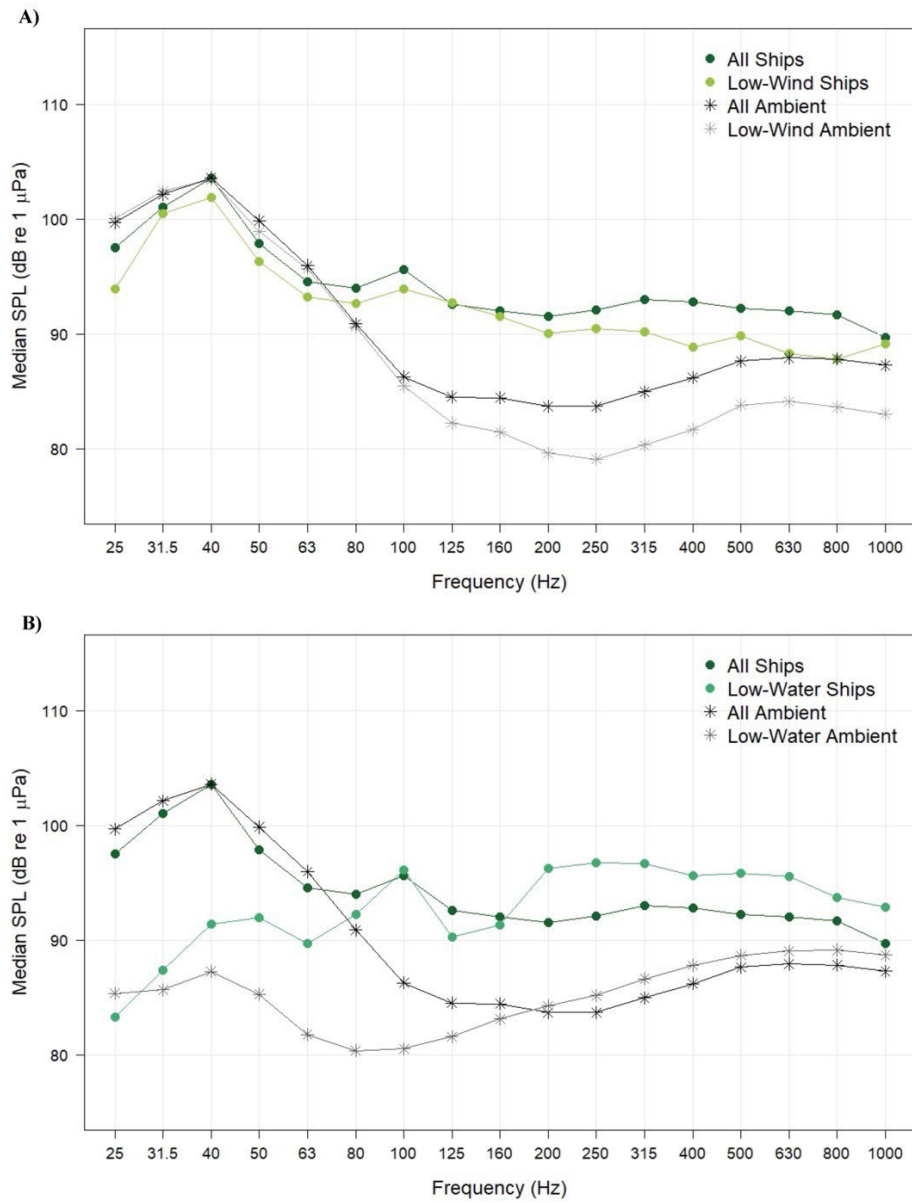 A)
Median SPL (dB re 1 μPa)
110
100
90
80
All Ships
Low-Wind Ships
All Ambient
Low-Wind Ambient
25 31.5 40 50 63 80 100 125 160 200 250 315 400 500 630 800 1000
Frequency (Hz)
B)
Median SPL (dB re 1 μPa)
110
100
90
80
All Ships
Low-Water Ships
All Ambient
Low-Water Ambient
25 31.5 40 50 63 80 100 125 160 200 250 315 400 500 630 800 1000
Frequency (Hz)